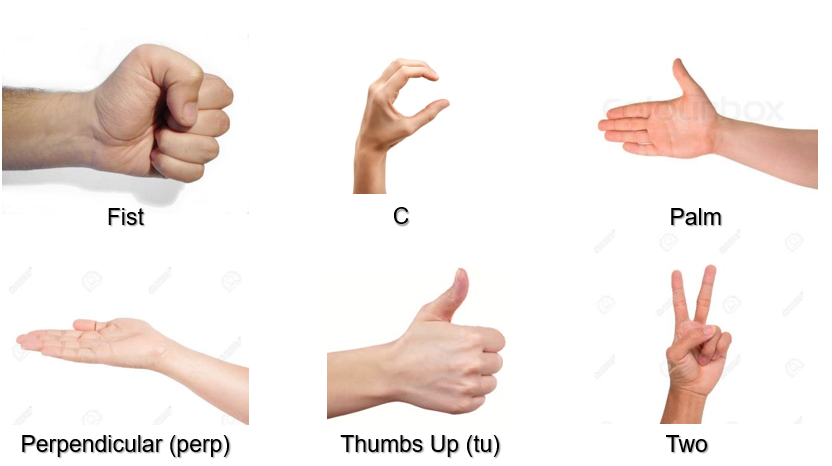 Fist
C
Palm
Perpendicular (perp)
Thumbs Up (tu)
Two